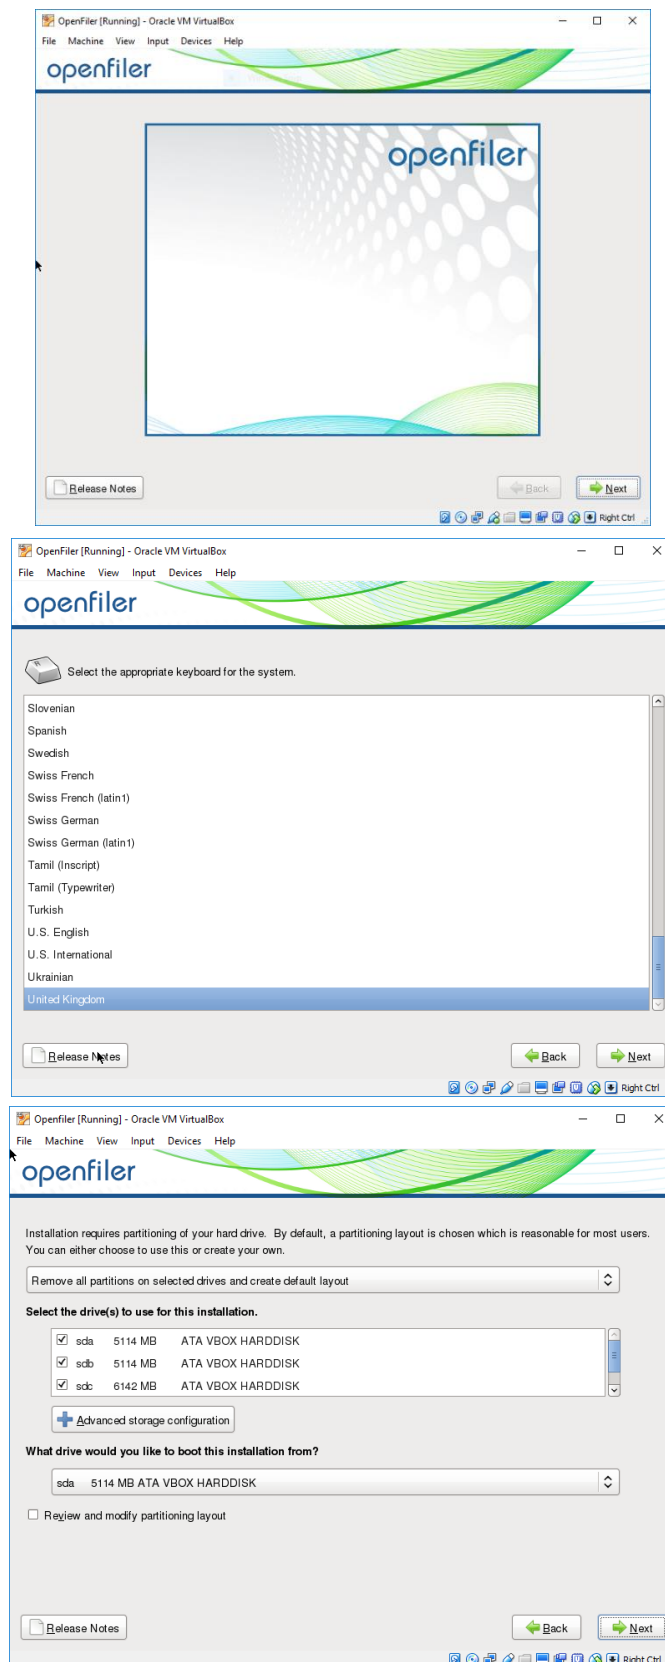 OpenFiler [Running] - Oracle VM VirtualBox
File Machine View Input Devices Help
openfiler
openfiler
Release Notes
Back
Next
Right Ctrl
OpenFiler [Running] - Oracle VM VirtualBox
File Machine View Input Devices Help
openfiler
Select the appropriate keyboard for the system.
Slovenian
Spanish
Swedish
Swiss French
Swiss French (latin1)
Swiss German
Swiss German (latin1)
Tamil (Inscript)
Tamil (Typewriter)
Turkish
U.S. English
U.S. International
Ukrainian
United Kingdom
Release Notes
Back
Next
Right Ctrl
Openfiler [Running] - Oracle VM VirtualBox
File Machine View Input Devices Help
openfiler
Installation requires partitioning of your hard drive. By default, a partitioning layout is chosen which is reasonable for most users.
You can either choose to use this or create your own.
Remove all partitions on selected drives and create default layout
Select the drive(s) to use for this installation.
sda 5114 MB ATA VBOX HARDDISK
sdb 5114 MB ATA VBOX HARDDISK
sdc 6142 MB ATA VBOX HARDDISK
Advanced storage configuration
What drive would you like to boot this installation from?
sda 5114 MB ATA VBOX HARDDISK
Review and modify partitioning layout
Release Notes
Back
Next
Right Ctrl